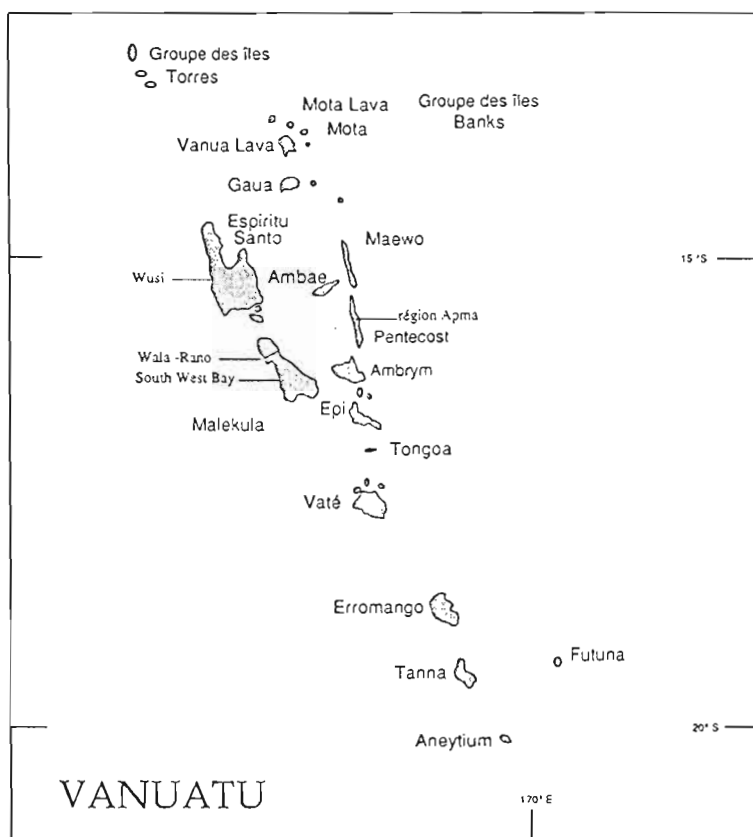 Groupe des îles
Torres
Mota Lava
Groupe des îles
Banks
Mota
Vanua Lava
Gaua
Espiritu
Santo
Maewo
15° S
Wusi
Ambae
région Apma
Pentecost
Wala -Rano
Ambrym
South West Bay
Epi
Malekula
Tongoa
Vaté
Erromango
Futuna
Tanna
20° S
Aneytium
VANUATU
170° E